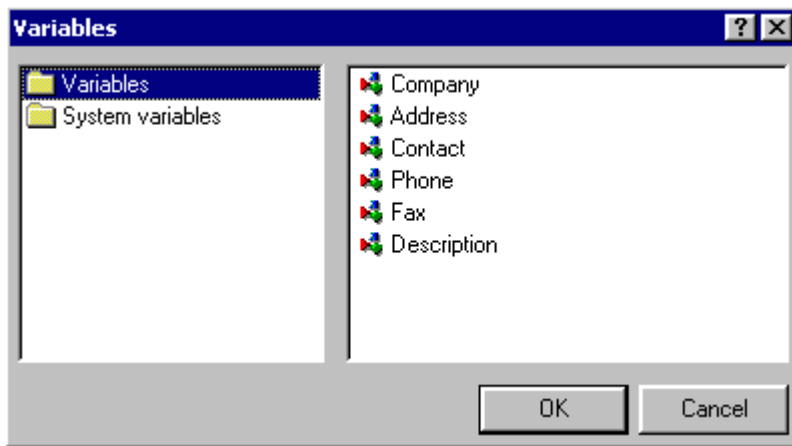 Variables
?
Variables
System variables
Company
Address
Contact
Phone
Fax
Description
OK
Cancel